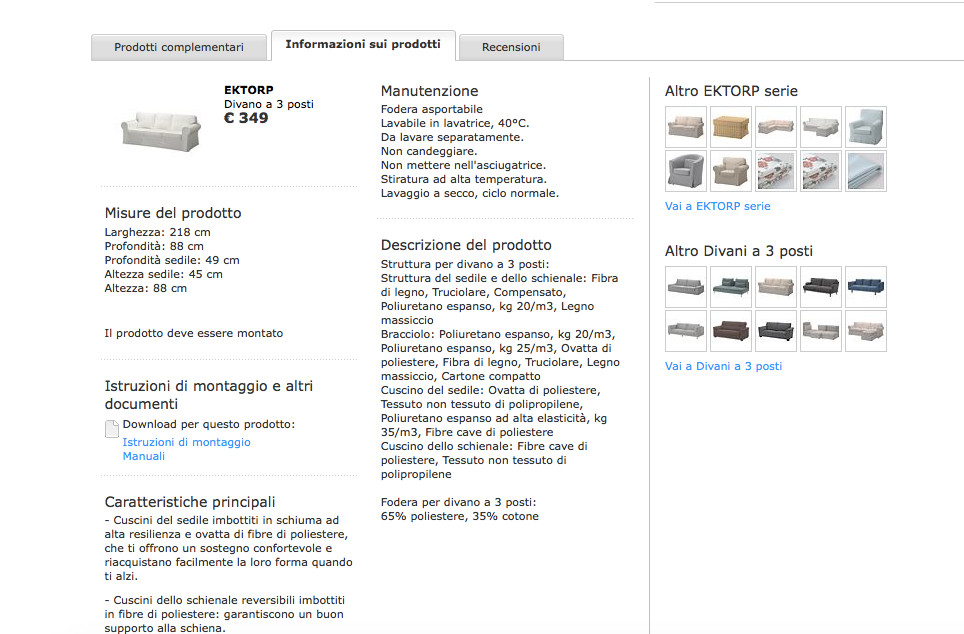 Prodotti complementari
Informazioni sui prodotti
Recensioni
EKTORP
Divano a 3 posti
€ 349
Misure del prodotto
Larghezza: 218 cm
Profondità: 88 cm
Profondità sedile: 49 cm
Altezza sedile: 45 cm
Altezza: 88 cm
Il prodotto deve essere montato
Istruzioni di montaggio e altri
documenti
Download per questo prodotto:
Istruzioni di montaggio
Manuali
Caratteristiche principali
- Cuscini del sedile imbottiti in schiuma ad
alta resilienza e ovatta di fibre di poliestere,
che ti offrono un sostegno confortevole e
riacquistano facilmente la loro forma quando
ti alzi.
- Cuscini dello schienale reversibili imbottiti
in fibre di poliestere: garantiscono un buon
supporto alla schiena.
Manutenzione
Fodera asportabile
Lavabile in lavatrice, 40°C.
Da lavare separatamente.
Non candeggiare.
Non mettere nell'asciugatrice.
Stiratura ad alta temperatura.
Lavaggio a secco, ciclo normale.
Descrizione del prodotto
Struttura per divano a 3 posti:
Struttura del sedile e dello schienale: Fibra
di legno, Truciolare, Compensato,
Poliuretano espanso, kg 20/m3, Legno
massiccio
Bracciolo: Poliuretano espanso, kg 20/m3,
Poliuretano espanso, kg 25/m3, Ovatta di
poliestere, Fibra di legno, Truciolare, Legno
massiccio, Cartone compatto
Cuscino del sedile: Ovatta di poliestere,
Tessuto non tessuto di polipropilene,
Poliuretano espanso ad alta elasticità, kg
35/m3, Fibre cave di poliestere
Cuscino dello schienale: Fibre cave di
poliestere, Tessuto non tessuto di
polipropilene
Fodera per divano a 3 posti:
65% poliestere, 35% cotone
Altro EKTORP serie
Vai a EKTORP serie
Altro Divani a 3 posti
Vai a Divani a 3 posti